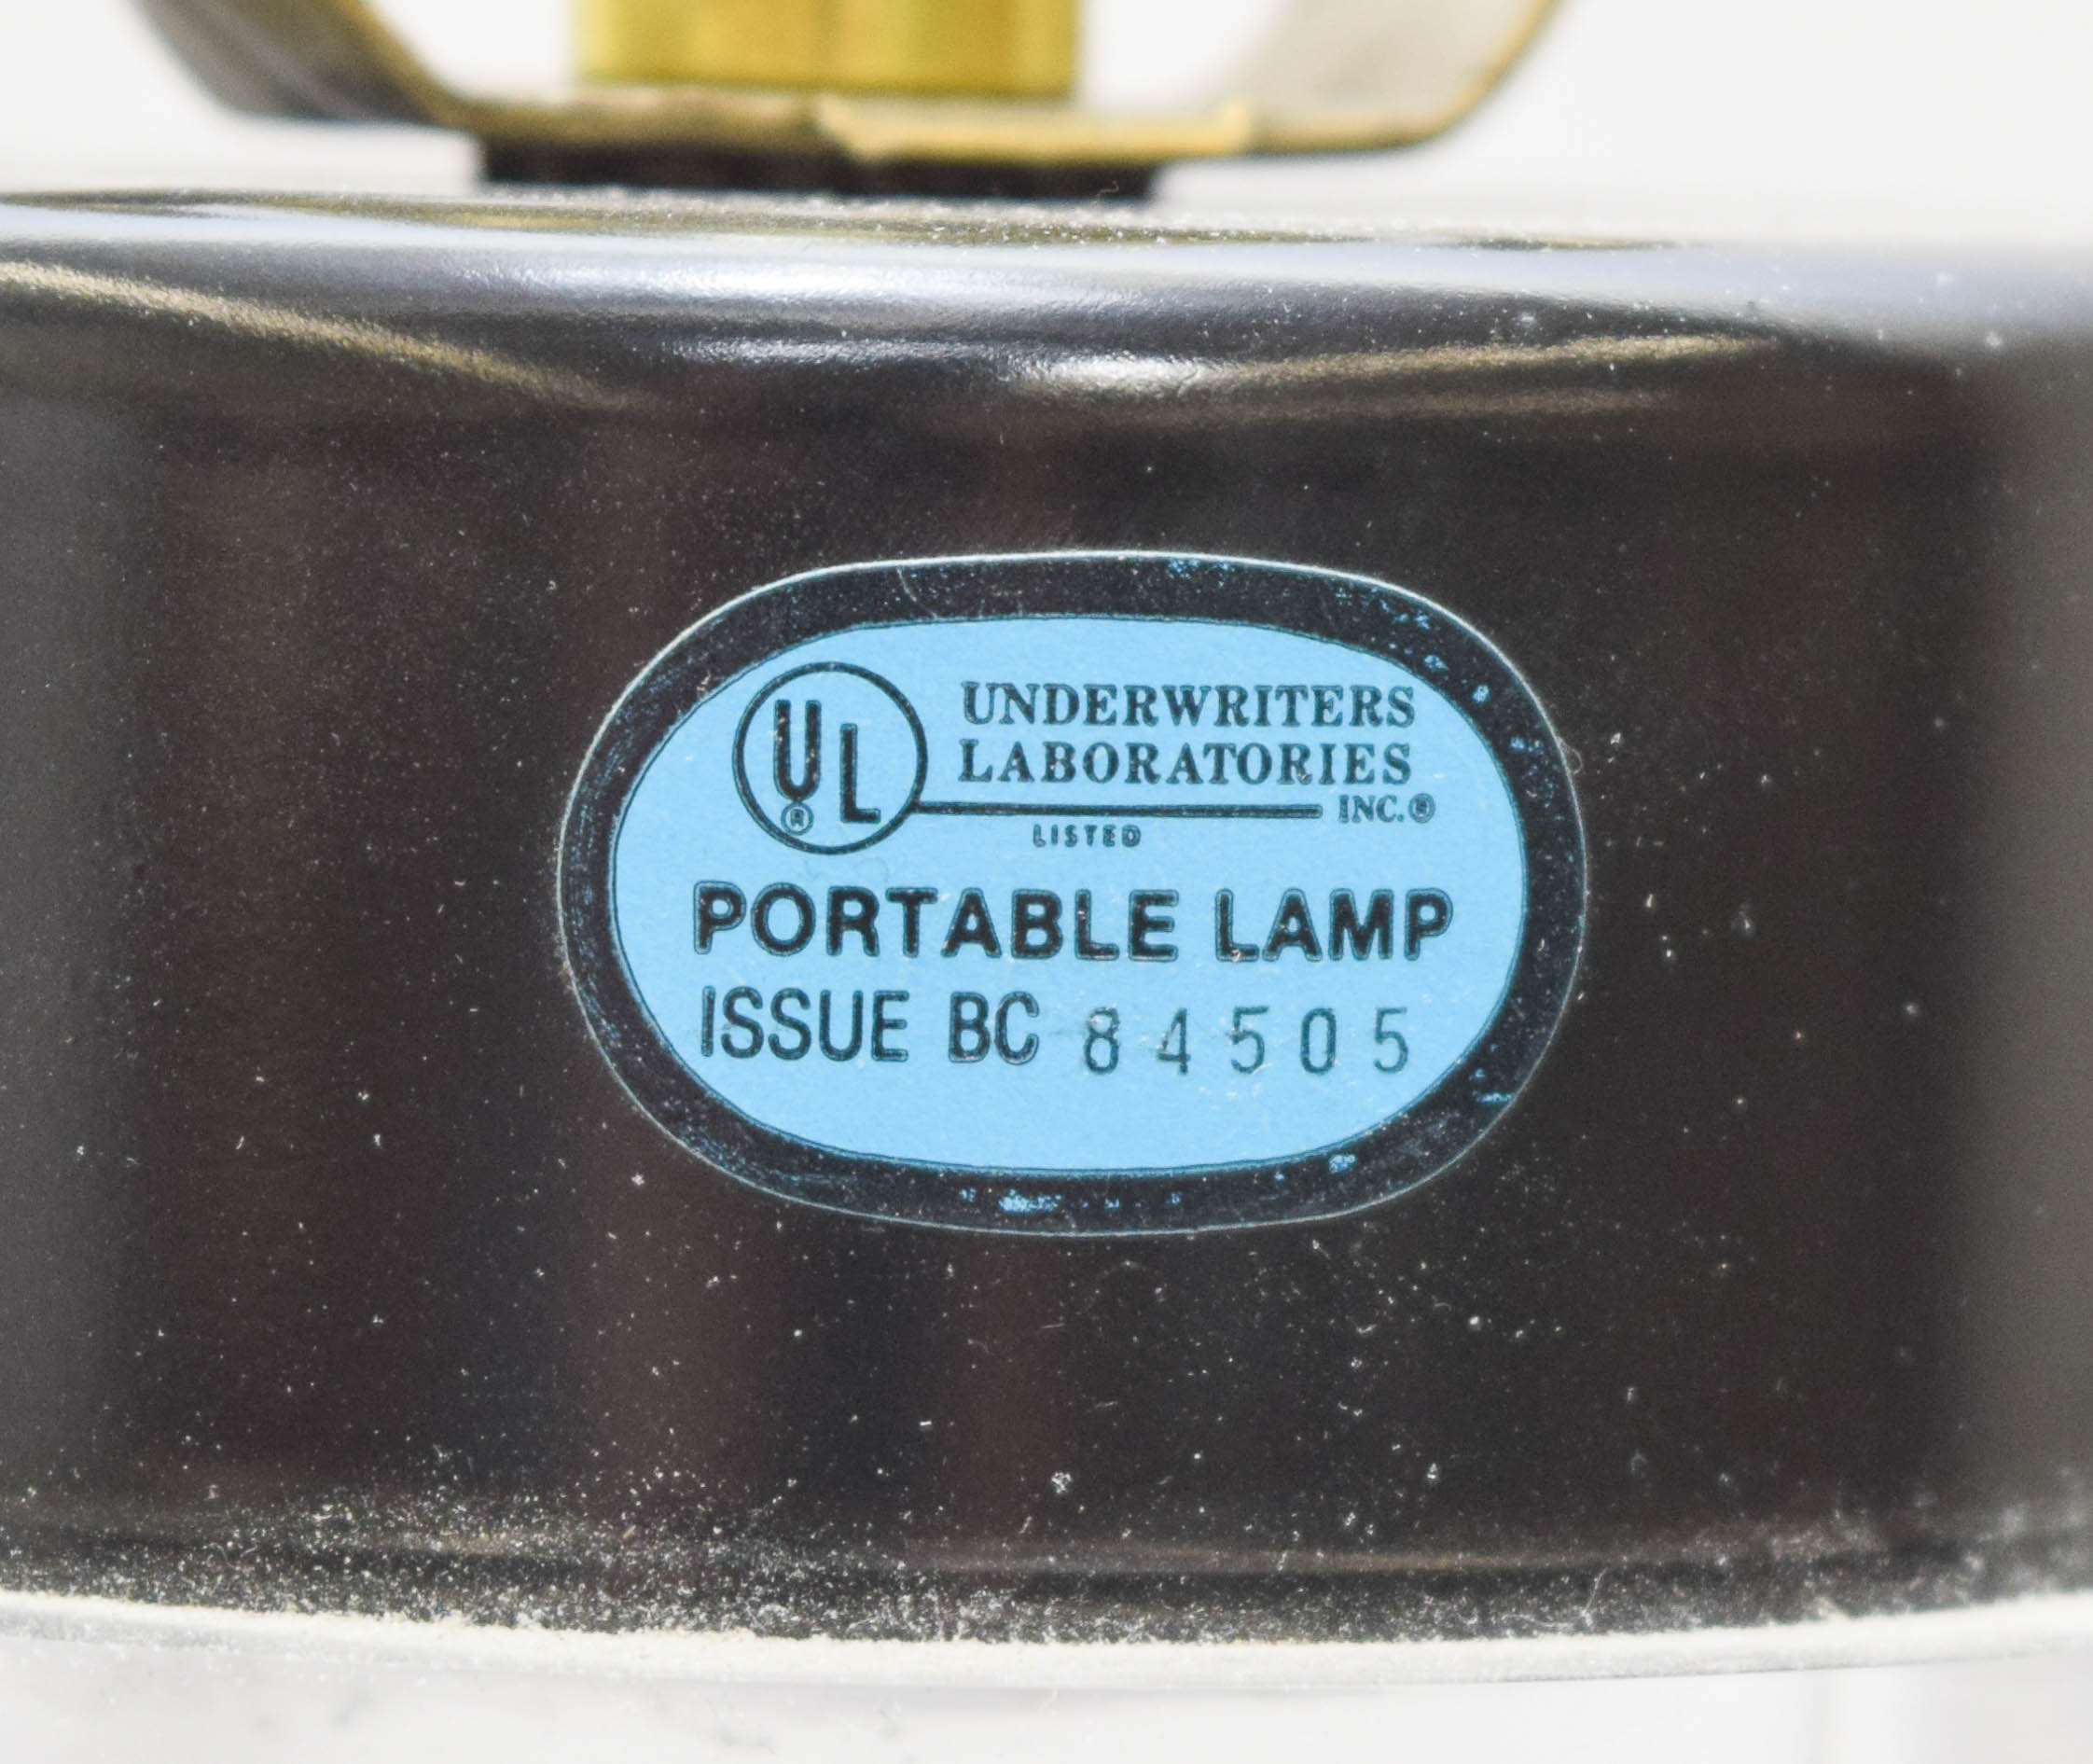 UL®
UNDERWRITERS
LABORATORIES
INC.®
LISTED
PORTABLE LAMP
ISSUE BC 84505